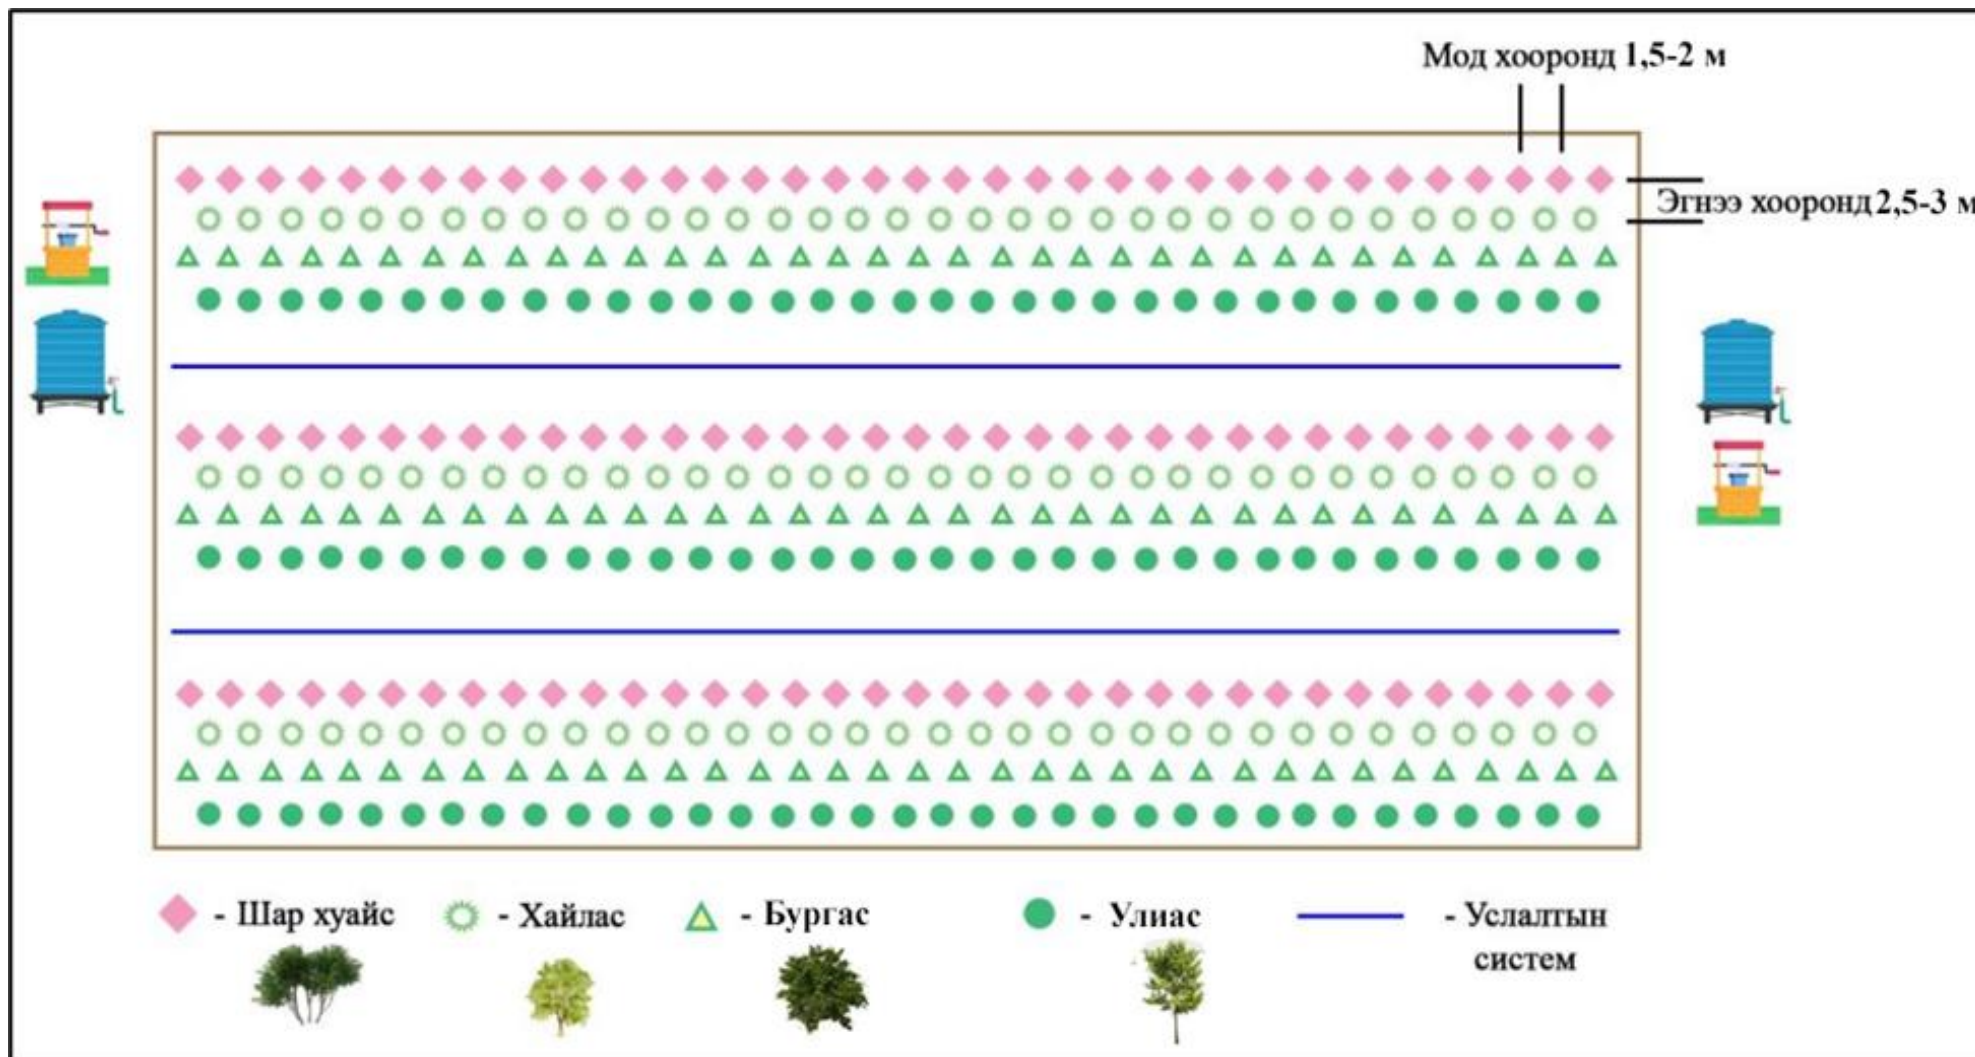 Мод хооронд 1,5-2 м
Эгнээ хооронд 2,5-3 м
- Шар хуайс
- Хайлас
- Бургас
- Улиас
- Услалтын
систем